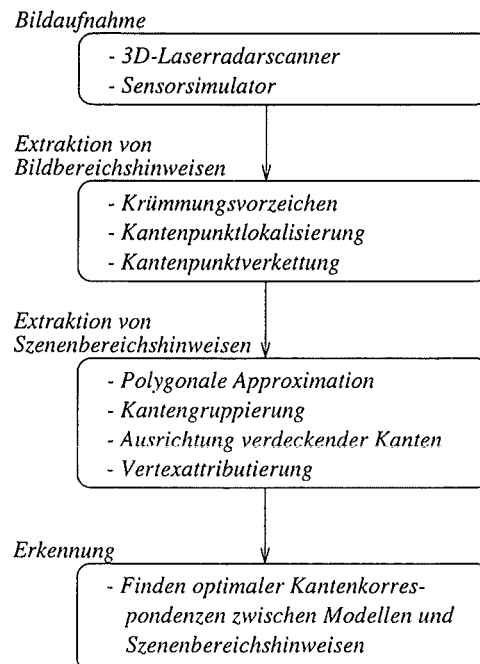 Bildaufnahme
- 3D-Laserradarscanner
- Sensorsimulator
Extraktion von
Bildbereichshinweisen
- Krümmungsvorzeichen
- Kantenpunktlokalisierung
- Kantenpunktverkettung
Extraktion von
Szenenbereichshinweisen
- Polygonale Approximation
- Kantengruppierung
- Ausrichtung verdeckender Kanten
- Vertexattributierung
Erkennung
- Finden optimaler Kantenkorres-
pondenzen zwischen Modellen und
Szenenbereichshinweisen